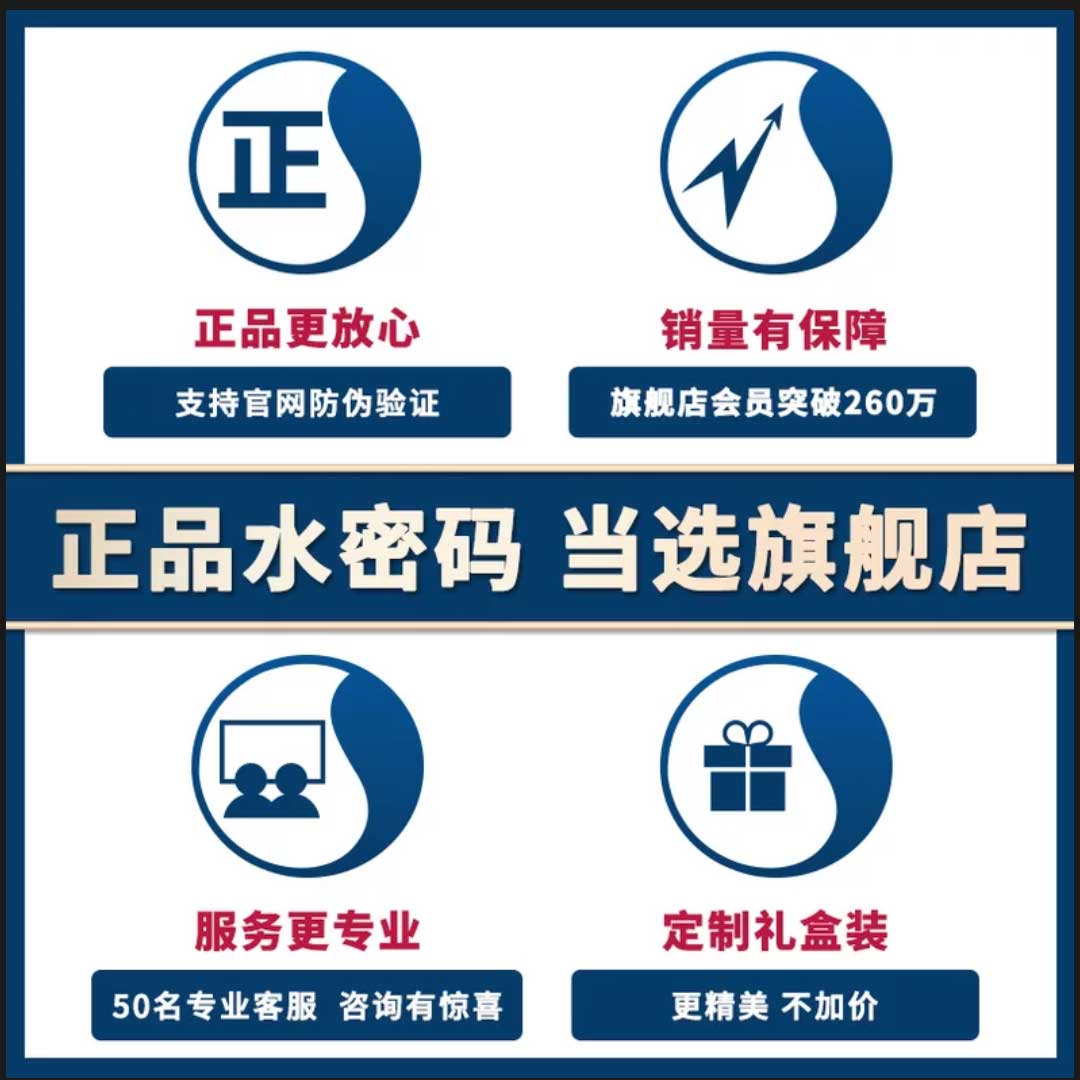 正
正品更放心
支持官网防伪验证
销量有保障
旗舰店会员突破260万
正品水密码 当选旗舰店
服务更专业
50名专业客服 咨询有惊喜
定制礼盒装
更精美 不加价